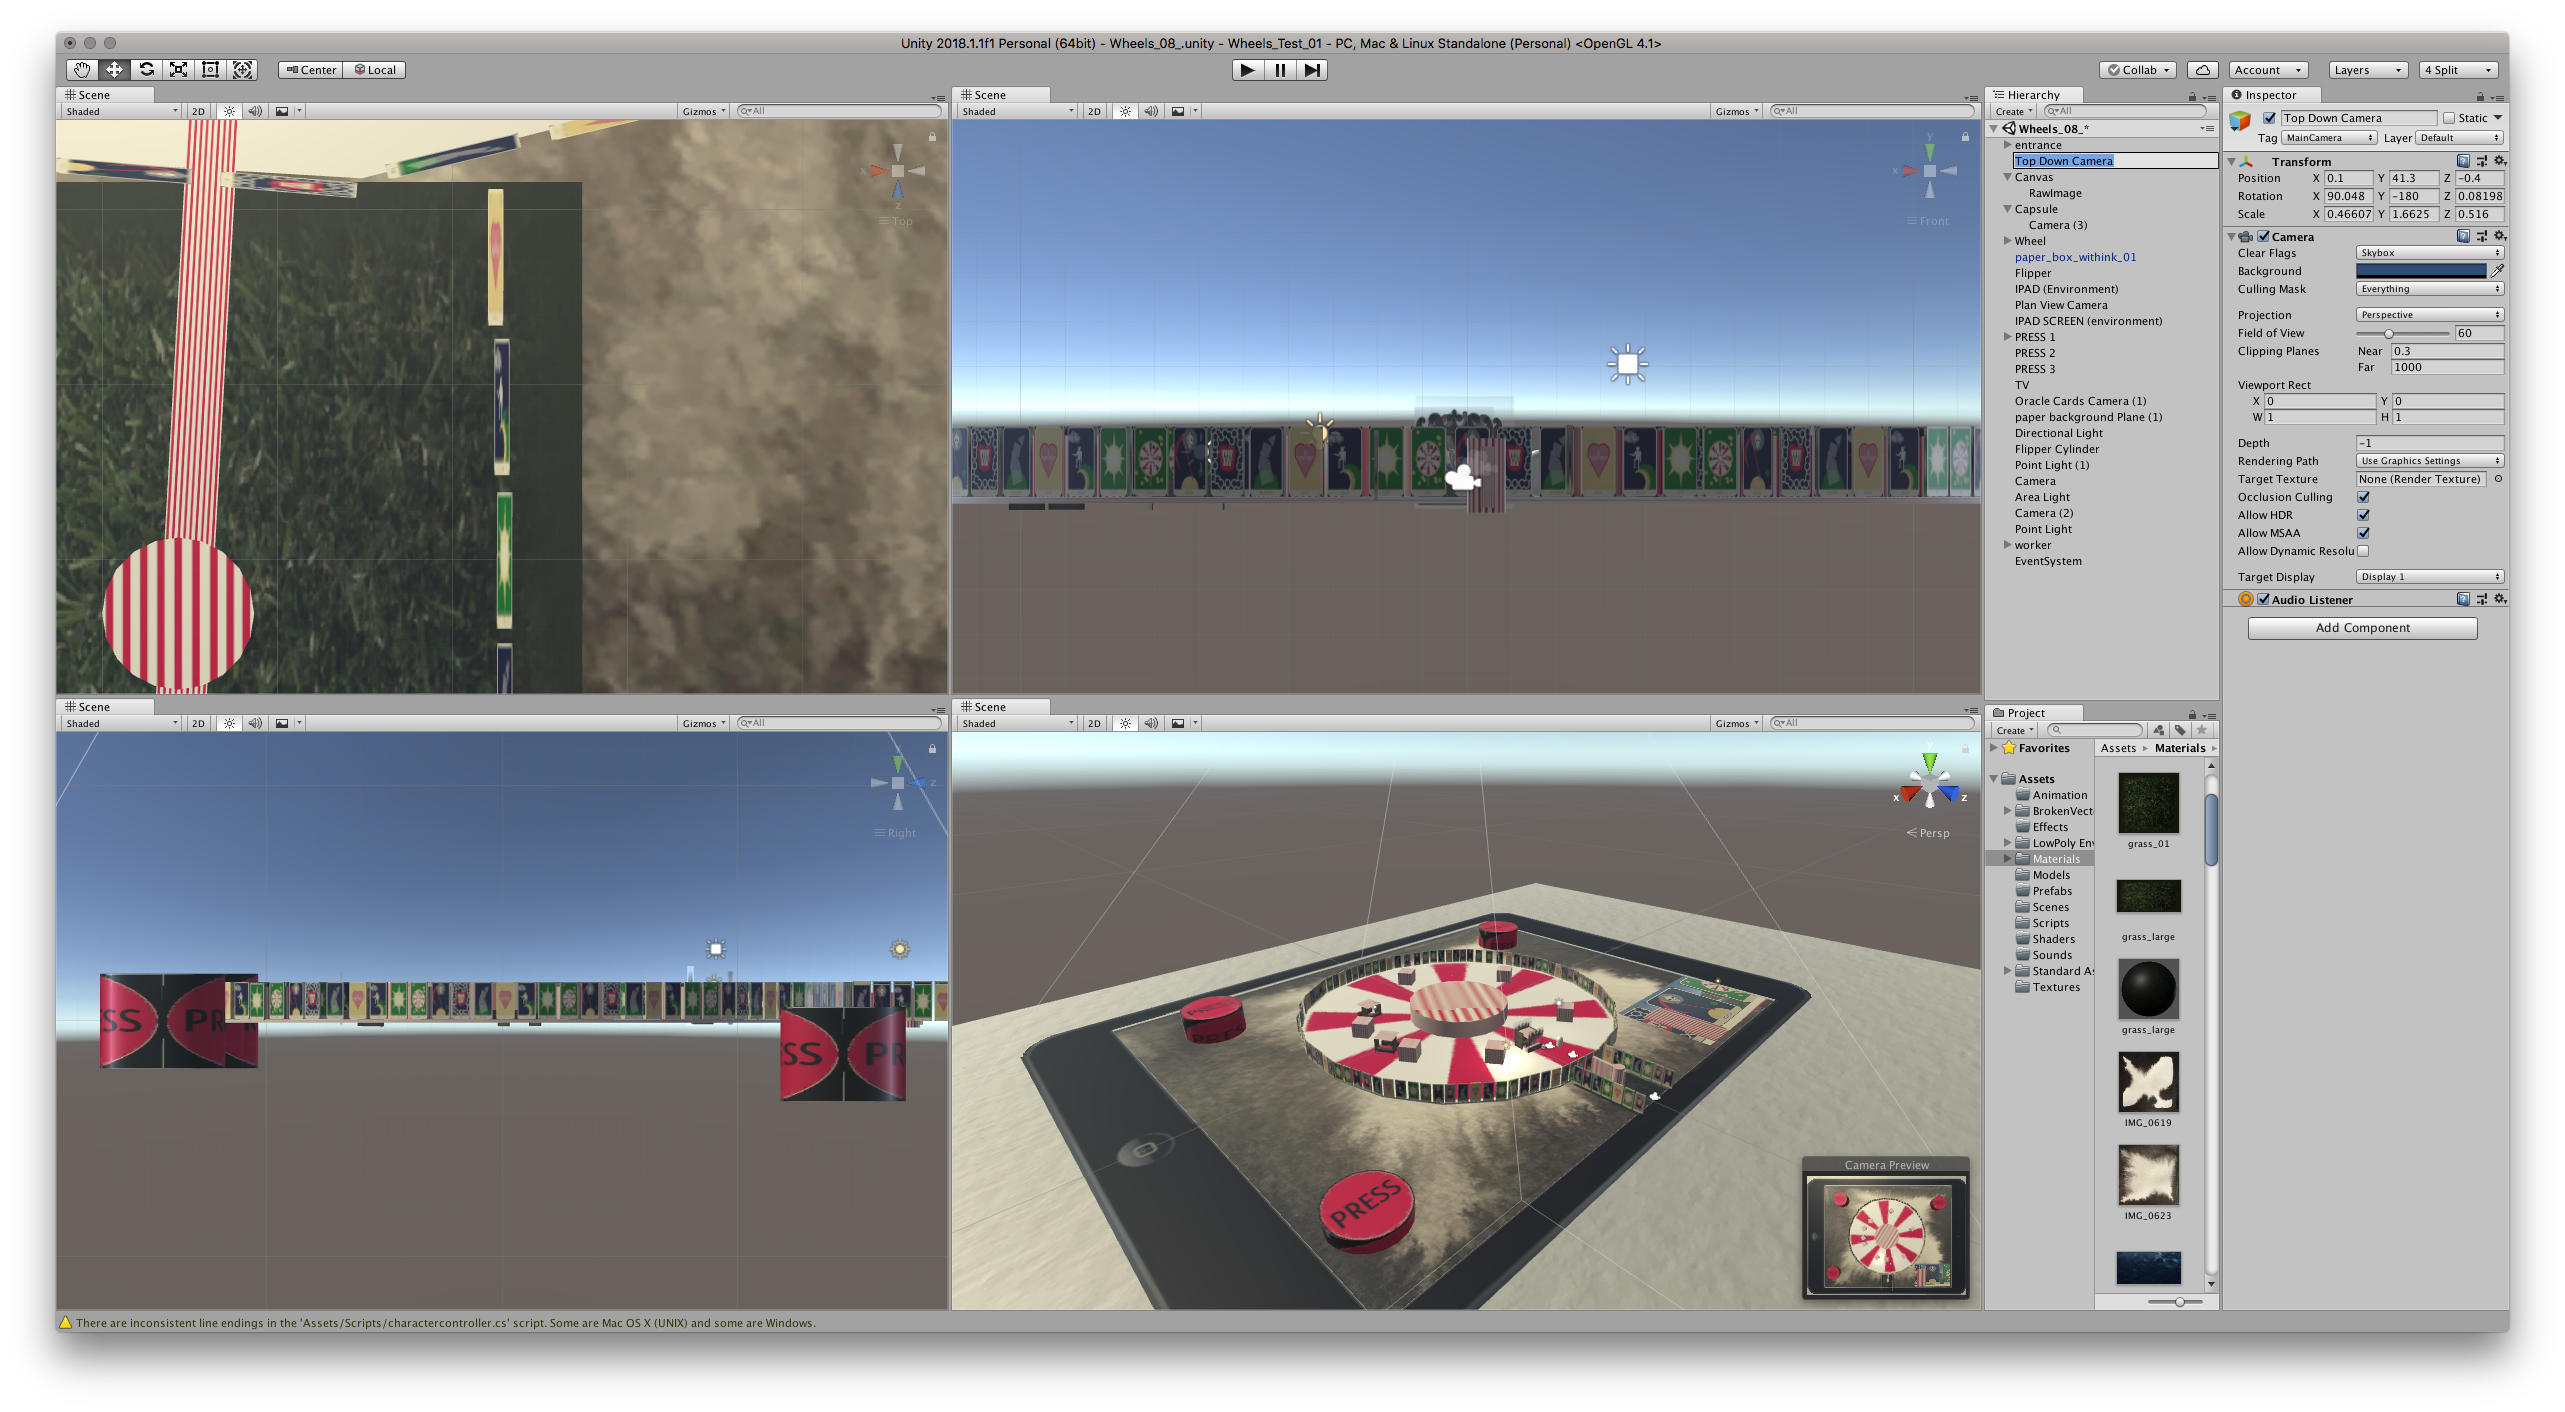 Unity 2018.1.1f1 Personal (64bit) - Wheels_08_.unity - Wheels_Test_01 - PC, Mac & Linux Standalone (Personal) <OpenGL 4.1>
Center Local
Collab Account Layers 4 Split
Scene
Shaded 2D Gizmos All
x z Top
Scene
Shaded 2D Gizmos All
y x Front
Scene
Shaded 2D Gizmos All
z Right
SS PR SS PR
Scene
Shaded 2D Gizmos All
y x z
Persp
PRESS
PRESS
Camera Preview
Hierarchy
Create All
Wheels_08_*
entrance
Top Down Camera
Canvas
RawImage
Capsule
Camera (3)
Wheel
paper_box_withink_01
Flipper
IPAD (Environment)
Plan View Camera
IPAD SCREEN (environment)
PRESS 1
PRESS 2
PRESS 3
TV
Oracle Cards Camera (1)
paper background Plane (1)
Directional Light
Flipper Cylinder
Point Light (1)
Camera
Area Light
Camera (2)
Point Light
worker
EventSystem
Project
Create
Favorites
Assets
Animation
BrokenVect
Effects
LowPoly Env
Materials
Models
Prefabs
Scenes
Scripts
Shaders
Sounds
Standard As
Textures
Assets Materials
grass_01
grass_large
grass_large
IMG_0619
IMG_0623
Inspector
Top Down Camera Static
Tag MainCamera Layer Default
Transform
Position X 0.1 Y 41.3 Z -0.4
Rotation X 90.048 Y -180 Z 0.08198
Scale X 0.46607 Y 1.6625 Z 0.516
Camera
Clear Flags Skybox
Background
Culling Mask Everything
Projection Perspective
Field of View 60
Clipping Planes Near 0.3
Far 1000
Viewport Rect
X 0 Y 0
W 1 H 1
Depth -1
Rendering Path Use Graphics Settings
Target Texture None (Render Texture)
Occlusion Culling
Allow HDR
Allow MSAA
Allow Dynamic Resolu
Target Display Display 1
Audio Listener
Add Component
There are inconsistent line endings in the 'Assets/Scripts/charactercontroller.cs' script. Some are Mac OS X (UNIX) and some are Windows.